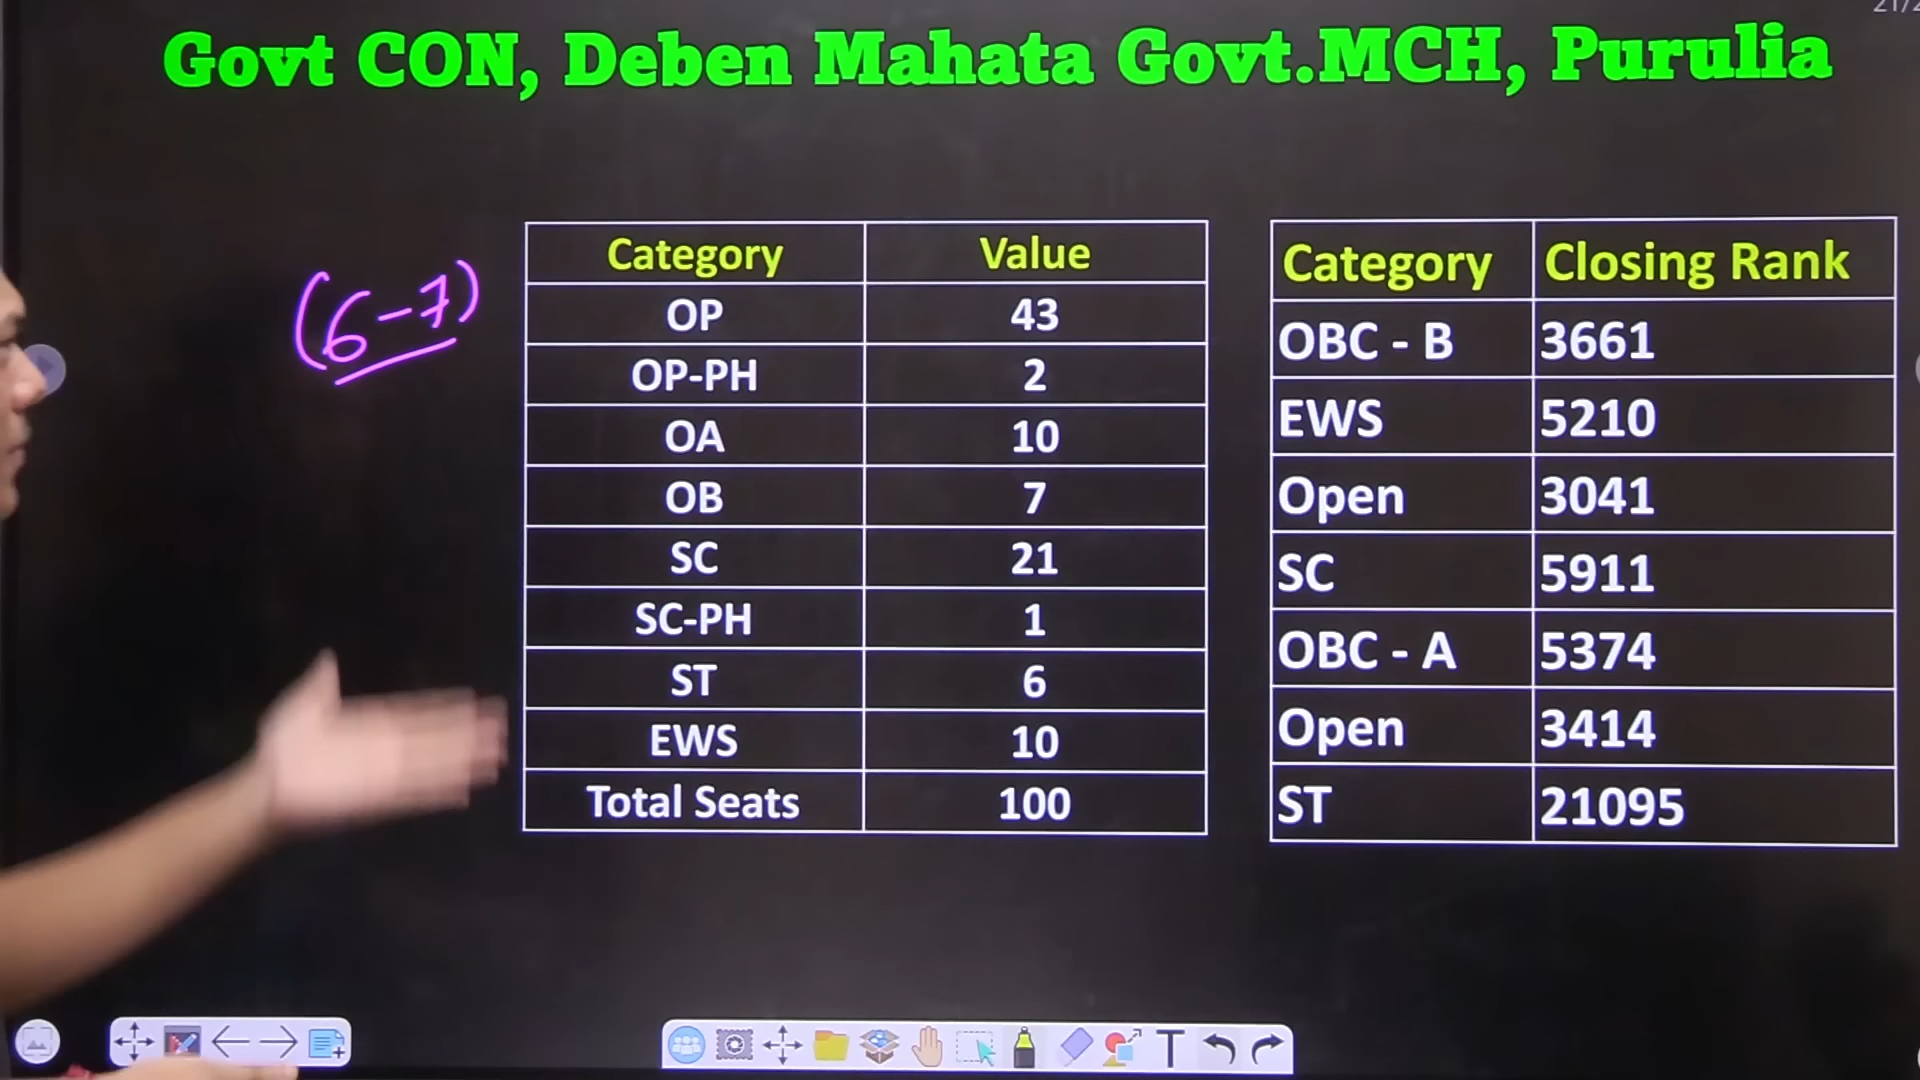 Govt CON, Deben Mahata Govt.MCH, Purulia
(6-7)
Category Value
OP 43
OP-PH 2
OA 10
OB 7
SC 21
SC-PH 1
ST 6
EWS 10
Total Seats 100
Category Closing Rank
OBC - B 3661
EWS 5210
Open 3041
SC 5911
OBC - A 5374
Open 3414
ST 21095
T